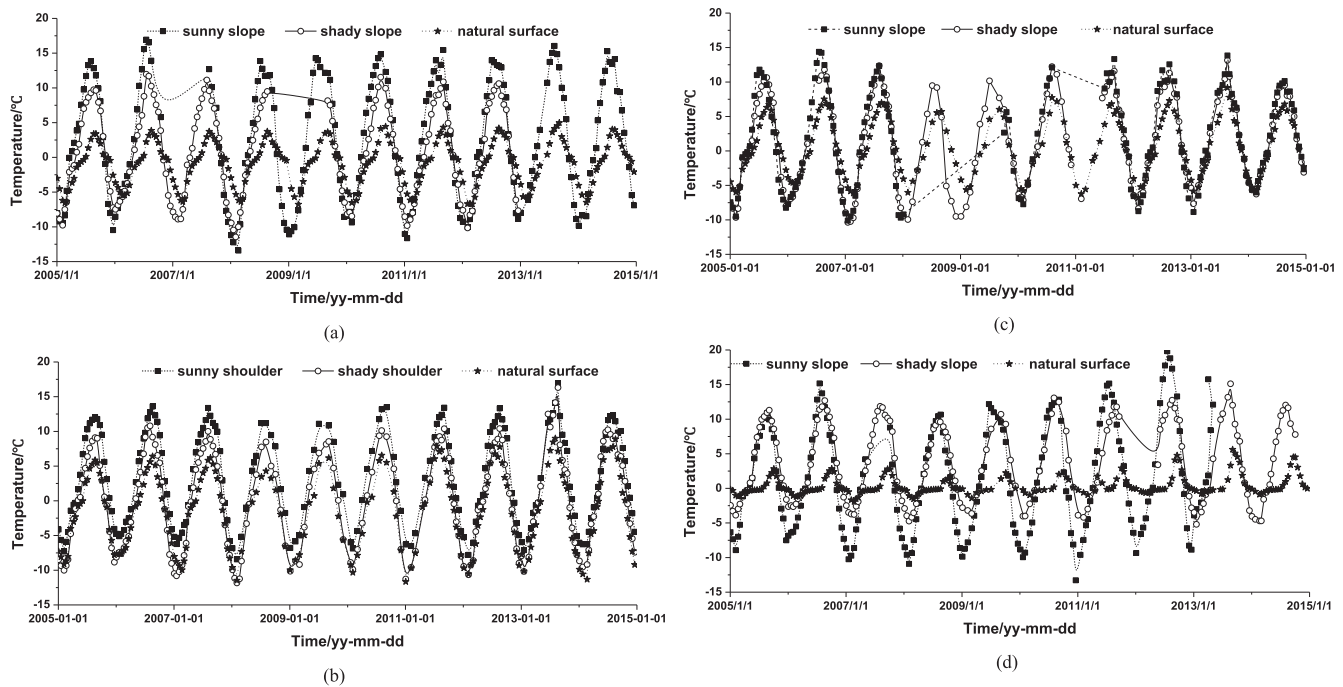 sunny slope shady slope natural surface
Temperature/°C
20
15
10
5
0
-5
-10
-15
2005/1/1 2007/1/1 2009/1/1 2011/1/1 2013/1/1 2015/1/1
Time/yy-mm-dd
(a)
sunny shoulder shady shoulder natural surface
Temperature/°C
20
15
10
5
0
-5
-10
-15
2005-01-01 2007-01-01 2009-01-01 2011-01-01 2013-01-01 2015-01-01
Time/yy-mm-dd
(b)
sunny slope shady slope natural surface
Temperature/°C
20
15
10
5
0
-5
-10
-15
2005-01-01 2007-01-01 2009-01-01 2011-01-01 2013-01-01 2015-01-01
Time/yy-mm-dd
(c)
sunny slope shady slope natural surface
Temperature/°C
20
15
10
5
0
-5
-10
-15
2005/1/1 2007/1/1 2009/1/1 2011/1/1 2013/1/1 2015/1/1
Time/yy-mm-dd
(d)